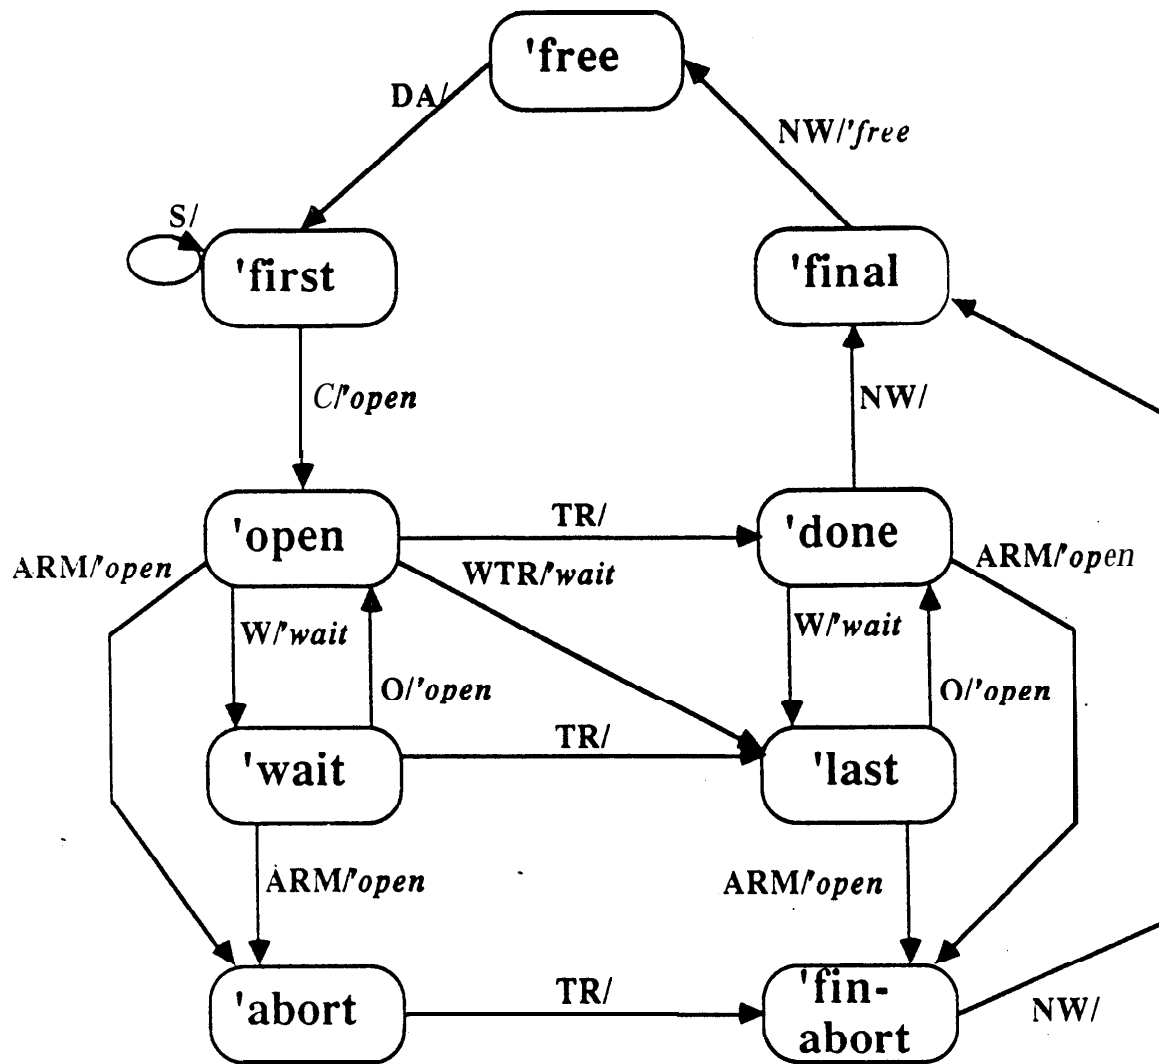 'free
DA/
NW/'free
S/
'first
'final
C/'open
NW/
'open
TR/
'done
ARM/'open
WTR/'wait
ARM/'open
W/'wait
W/'wait
O/'open
O/'open
'wait
TR/
'last
ARM/'open
ARM/'open
'abort
TR/
'fin-
abort
NW/